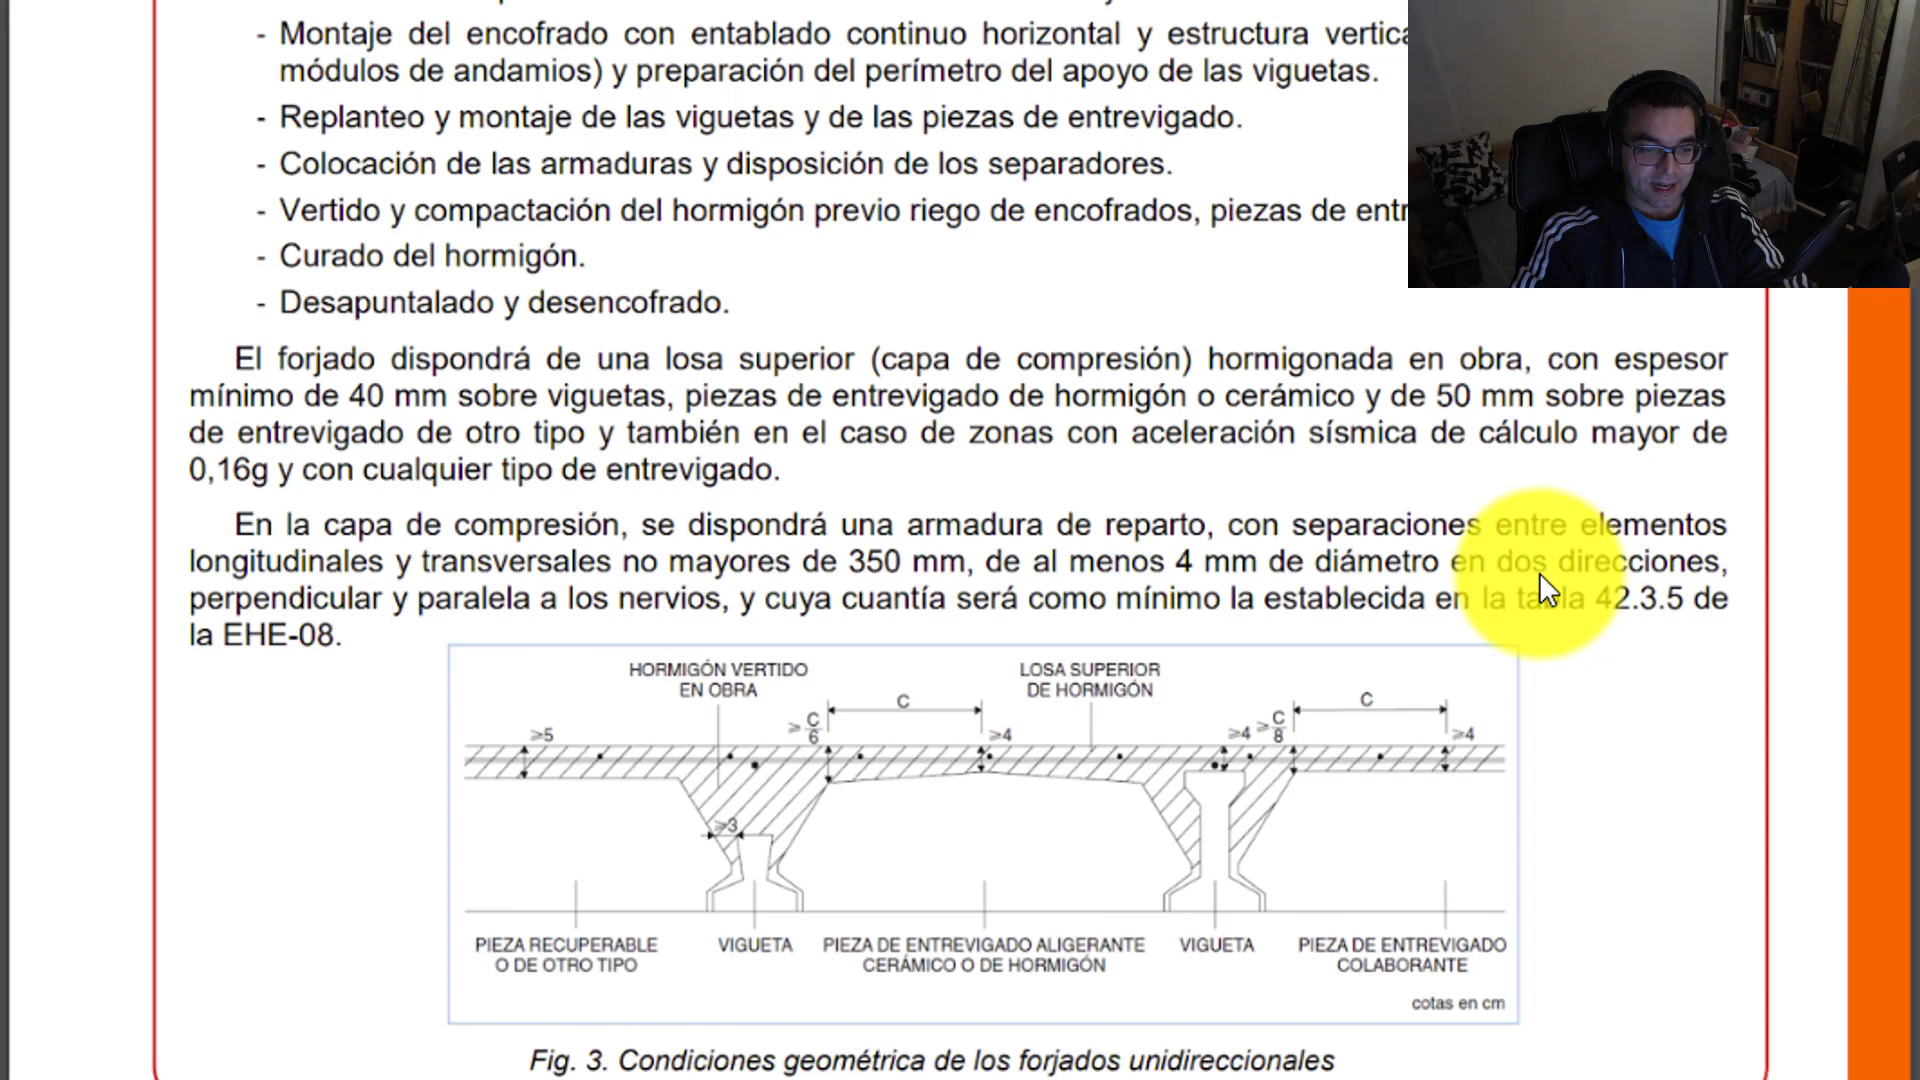 - Montaje del encofrado con entablado continuo horizontal y estructura
módulos de andamios) y preparación del perímetro del apoyo de las viguetas.
- Replanteo y montaje de las viguetas y de las piezas de entrevigado.
- Colocación de las armaduras y disposición de los separadores.
- Vertido y compactación del hormigón previo riego de encofrados, piezas de
- Curado del hormigón.
- Desapuntalado y desencofrado.
El forjado dispondrá de una losa superior (capa de compresión) hormigonada en obra, con espesor
mínimo de 40 mm sobre viguetas, piezas de entrevigado de hormigón o cerámico y de 50 mm sobre piezas
de entrevigado de otro tipo y también en el caso de zonas con aceleración sísmica de cálculo mayor de
0,16g y con cualquier tipo de entrevigado.
En la capa de compresión, se dispondrá una armadura de reparto, con separaciones entre elementos
longitudinales y transversales no mayores de 350 mm, de al menos 4 mm de diámetro en dos direcciones,
perpendicular y paralela a los nervios, y cuya cuantía será como mínimo la establecida en la tabla 42.3.5 de
la EHE-08.
HORMIGÓN VERTIDO
EN OBRA
LOSA SUPERIOR
DE HORMIGÓN
C
C
≥5
≥ C/6
≥4
≥4
≥ C/8
≥4
≥3
PIEZA RECUPERABLE
O DE OTRO TIPO
VIGUETA
PIEZA DE ENTREVIGADO ALIGERANTE
CERÁMICO O DE HORMIGÓN
VIGUETA
PIEZA DE ENTREVIGADO
COLABORANTE
cotas en cm
Fig. 3. Condiciones geométrica de los forjados unidireccionales